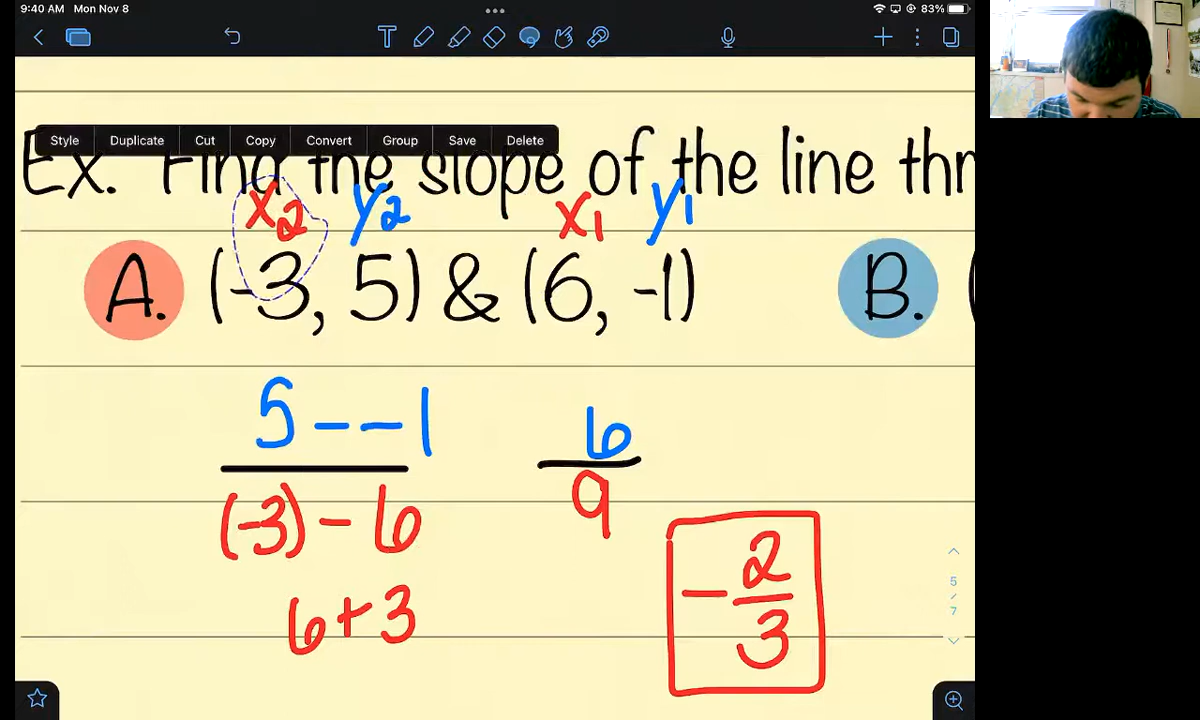 9:40 AM Mon Nov 8
83%
Style Duplicate Cut Copy Convert Group Save Delete
Ex. Find the slope of the line thr
x2 y2 x1 y1
A. (-3, 5) & (6, -1) B. (
5 - -1
(-3) - 6
6
9
6 + 3
- 2
3
5
/
7